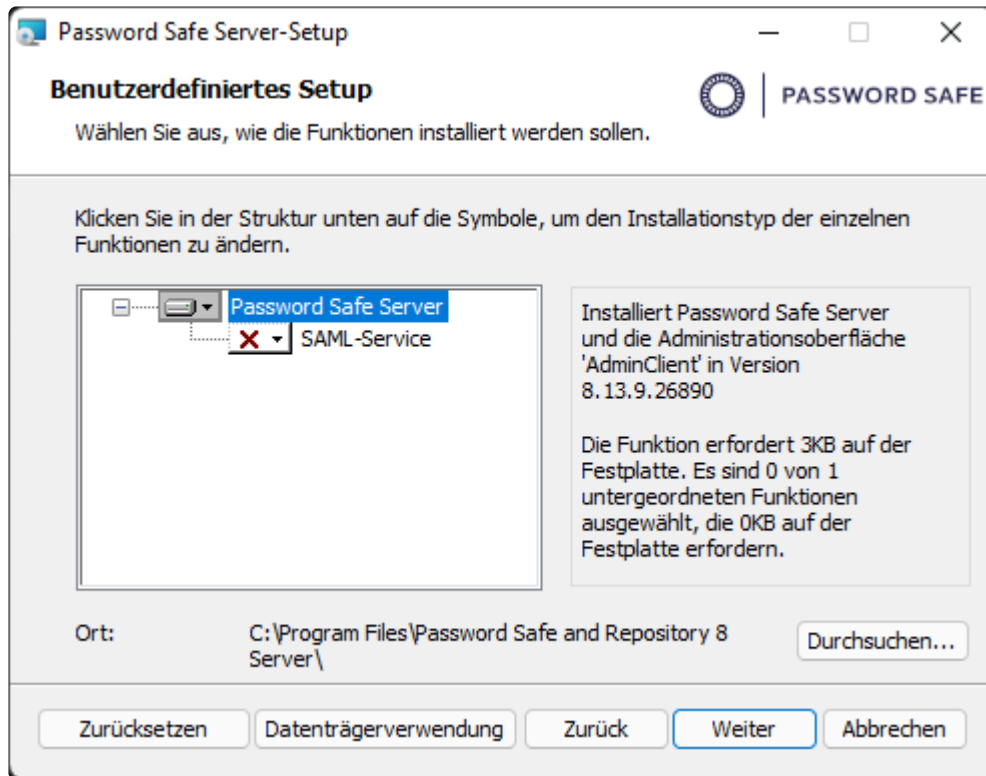 Password Safe Server-Setup
Benutzerdefiniertes Setup
PASSWORD SAFE
Wählen Sie aus, wie die Funktionen installiert werden sollen.
Klicken Sie in der Struktur unten auf die Symbole, um den Installationstyp der einzelnen
Funktionen zu ändern.
Password Safe Server
SAML-Service
Installiert Password Safe Server
und die Administrationsoberfläche
'AdminClient' in Version
8.13.9.26890
Die Funktion erfordert 3KB auf der
Festplatte. Es sind 0 von 1
untergeordneten Funktionen
ausgewählt, die 0KB auf der
Festplatte erfordern.
Ort:
C:\Program Files\Password Safe and Repository 8
Server\
Durchsuchen...
Zurücksetzen
Datenträgerverwendung
Zurück
Weiter
Abbrechen